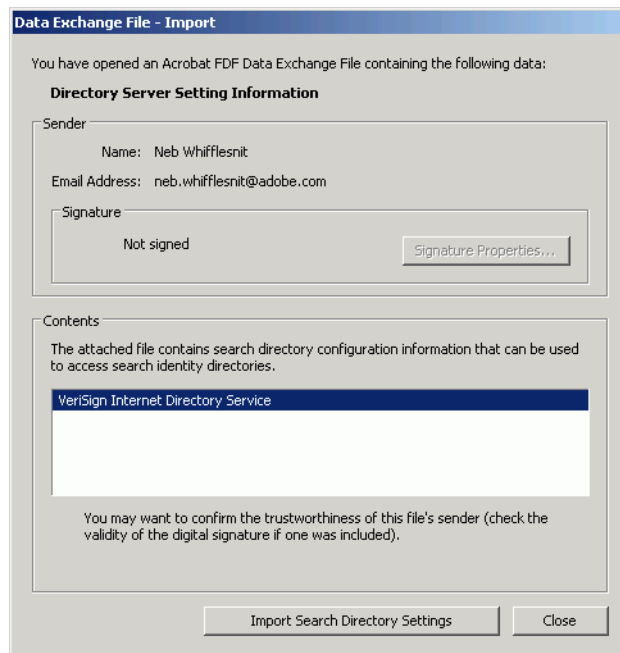 Data Exchange File - Import
You have opened an Acrobat FDF Data Exchange File containing the following data:
Directory Server Setting Information
Sender
Name: Neb Whifflesnit
Email Address: neb.whifflesnit@adobe.com
Signature
Not signed
Signature Properties...
Contents
The attached file contains search directory configuration information that can be used
to access search identity directories.
VeriSign Internet Directory Service
You may want to confirm the trustworthiness of this file's sender (check the
validity of the digital signature if one was included).
Import Search Directory Settings
Close